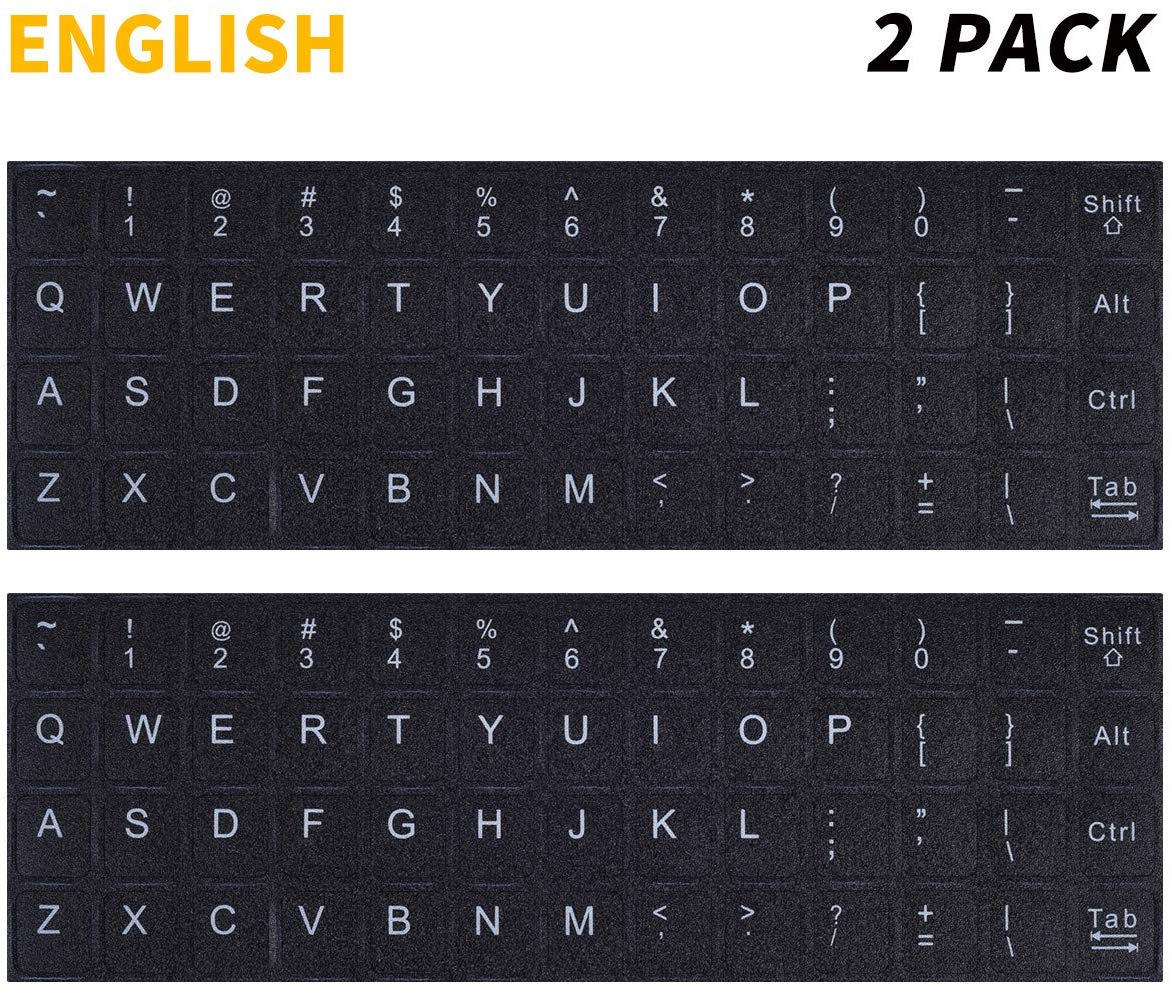 ENGLISH 2 PACK
~ ! @ # $ % ^ & * ( ) _ Shift
` 1 2 3 4 5 6 7 8 9 0 - ⇧
Q W E R T Y U I O P { } Alt
[ ]
A S D F G H J K L : ” | Ctrl
; ’ \
Z X C V B N M < > ? + | Tab
, . / = \
~ ! @ # $ % ^ & * ( ) _ Shift
` 1 2 3 4 5 6 7 8 9 0 - ⇧
Q W E R T Y U I O P { } Alt
[ ]
A S D F G H J K L : ” | Ctrl
; ’ \
Z X C V B N M < > ? + | Tab
, . / = \